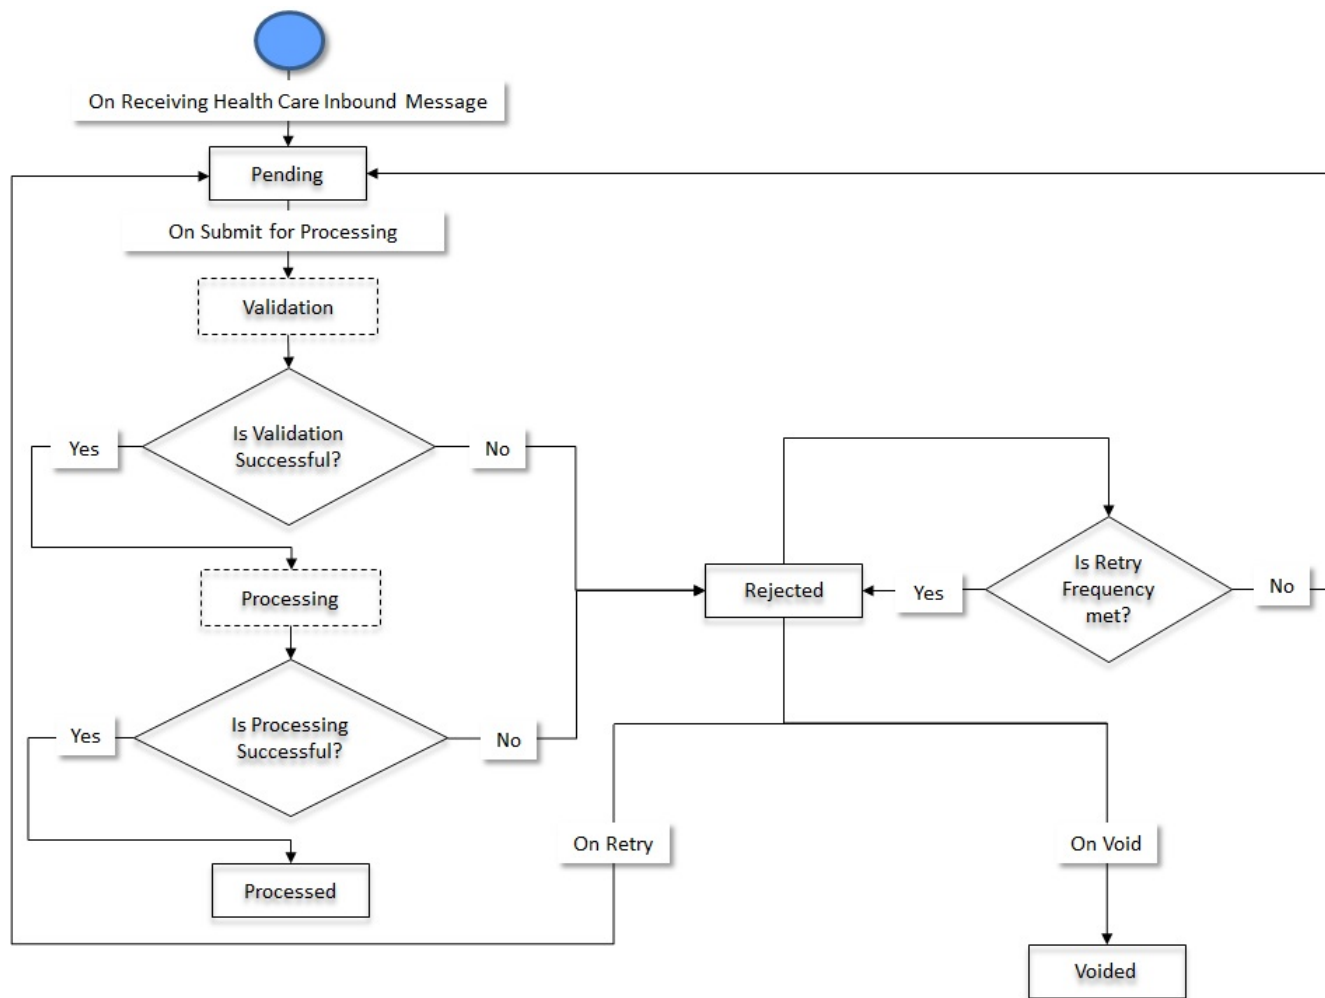 On Receiving Health Care Inbound Message
Pending
On Submit for Processing
Validation
Is Validation
Successful?
Yes
No
Processing
Is Processing
Successful?
Yes
No
Processed
Rejected
Is Retry
Frequency
met?
Yes
No
On Retry
On Void
Voided